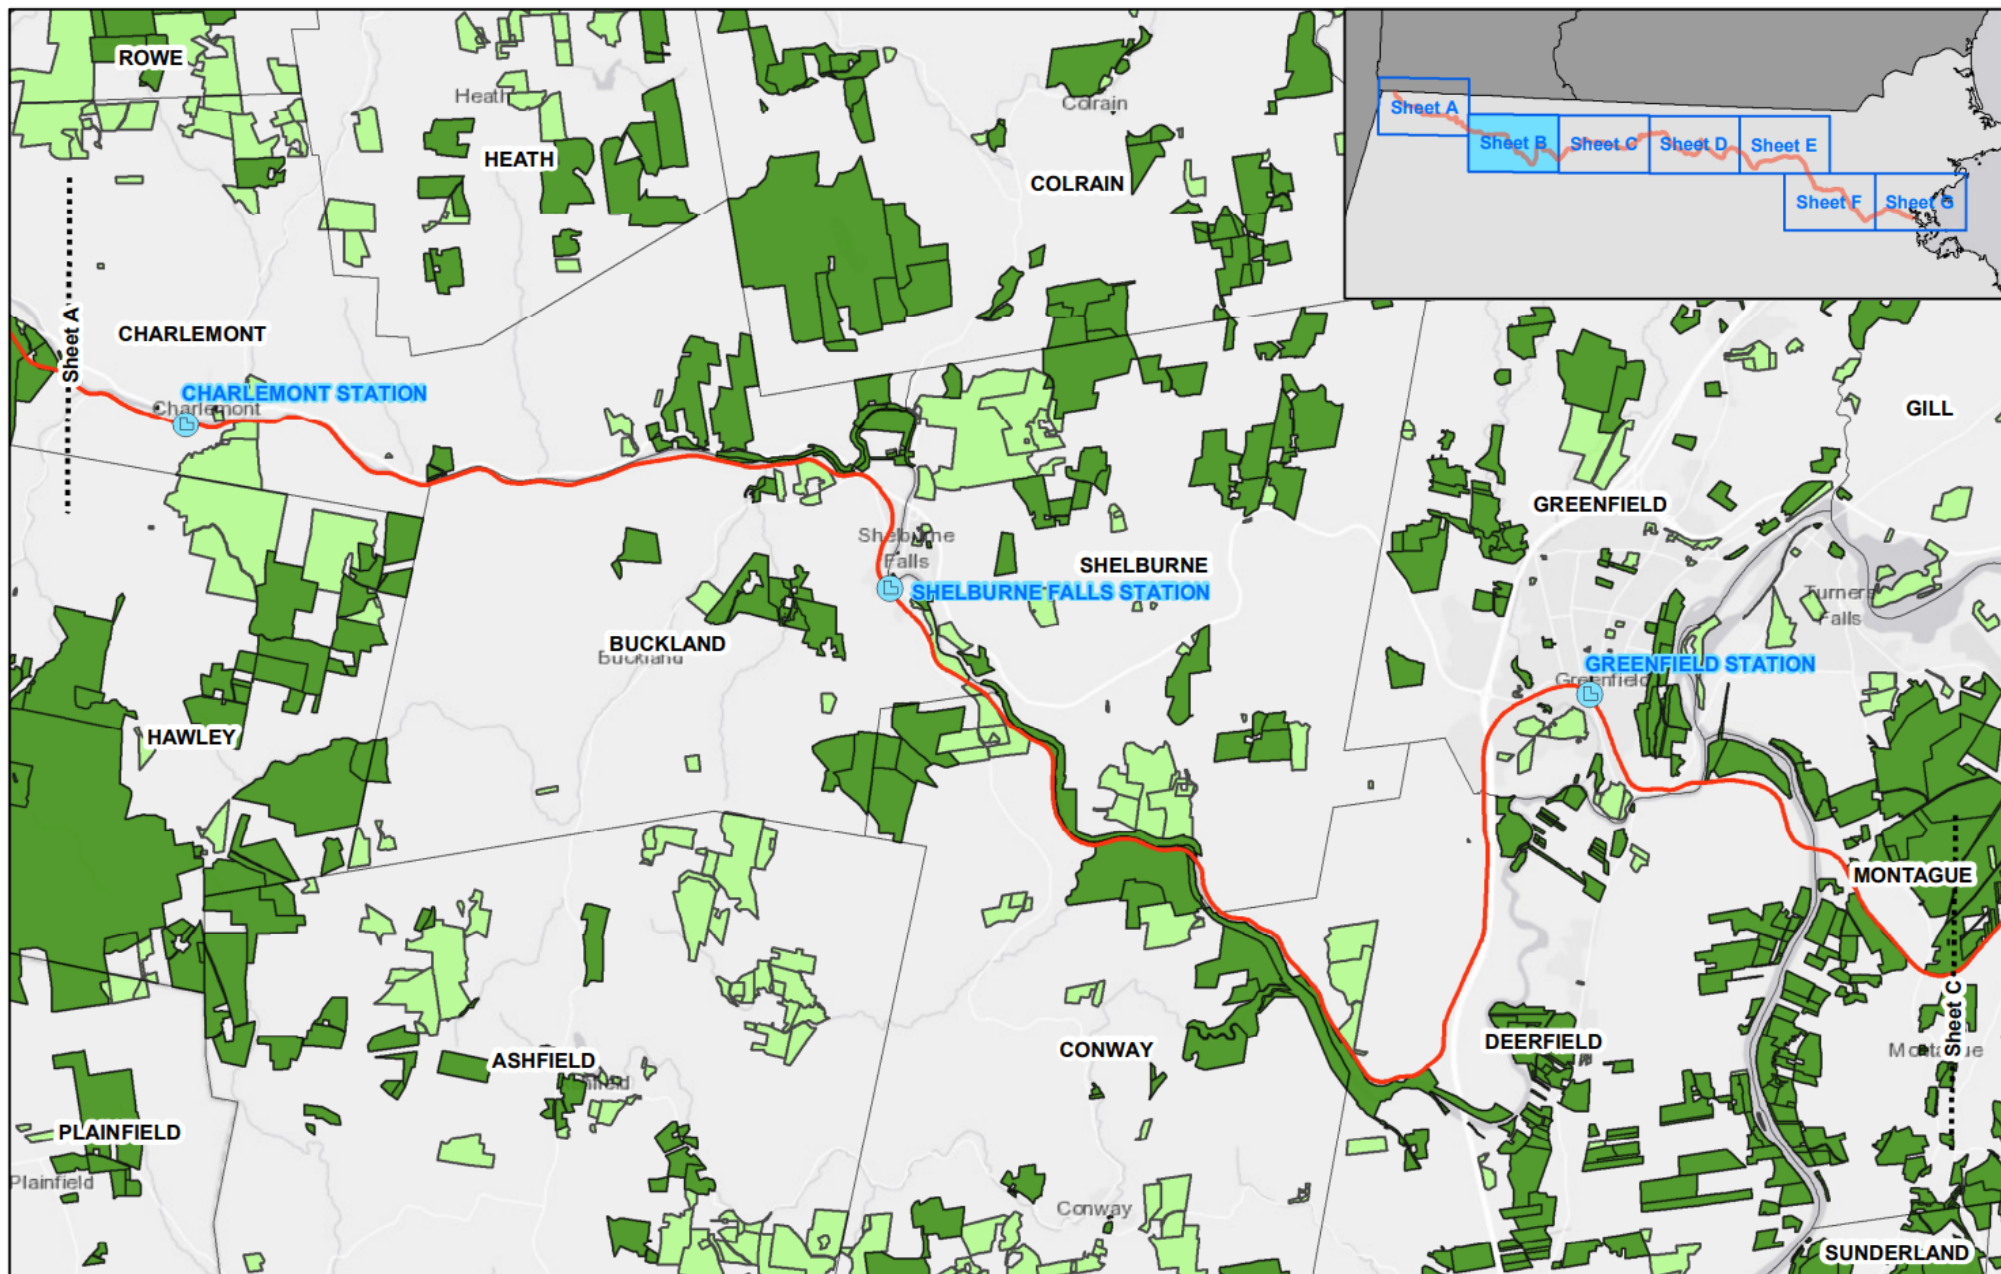 ROWE
Heath
Colrain
HEATH
COLRAIN
Sheet A
Sheet B
Sheet C
Sheet D
Sheet E
Sheet F
Sheet G
Sheet A
CHARLEMONT
CHARLEMONT STATION
Charlemont
GILL
GREENFIELD
Shelburne
Falls
SHELBURNE
SHELBURNE FALLS STATION
Turners
Falls
BUCKLAND
Buckland
GREENFIELD STATION
Greenfield
HAWLEY
MONTAGUE
Sheet C
CONWAY
DEERFIELD
Montague
ASHFIELD
PLAINFIELD
Plainfield
Conway
SUNDERLAND